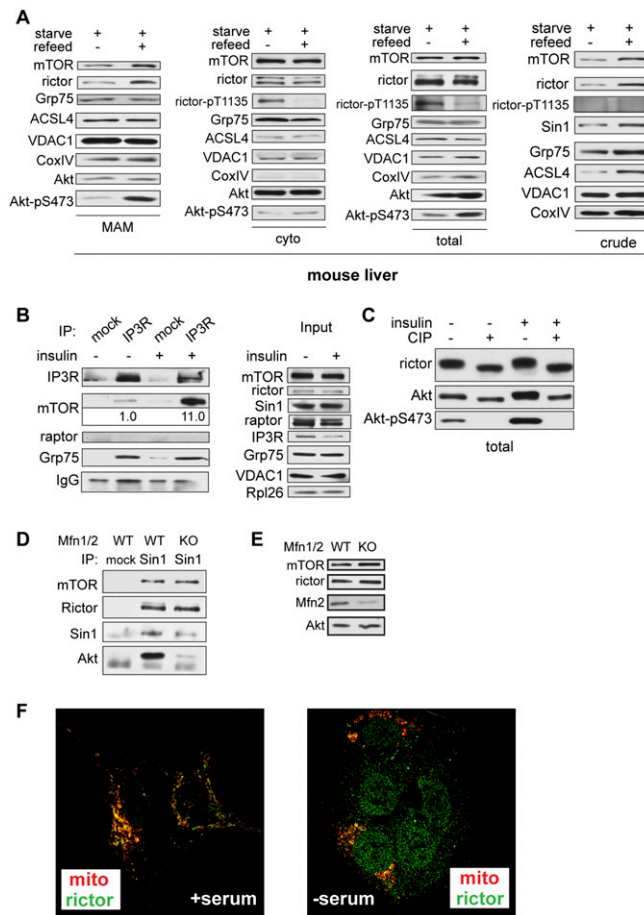 A
starve + +
refeed - +
mTOR
rictor
Grp75
ACSL4
VDAC1
CoxIV
Akt
Akt-pS473
MAM
starve + +
refeed - +
mTOR
rictor
rictor-pT1135
Grp75
ACSL4
VDAC1
CoxIV
Akt
Akt-pS473
cyto
starve + +
refeed - +
mTOR
rictor
rictor-pT1135
Grp75
ACSL4
VDAC1
CoxIV
Akt
Akt-pS473
total
starve + +
refeed - +
mTOR
rictor
rictor-pT1135
Sin1
Grp75
ACSL4
VDAC1
CoxIV
crude
mouse liver
B
IP: mock IP3R mock IP3R
insulin - - + +
IP3R
mTOR
1.0 11.0
raptor
Grp75
IgG
Input
insulin - +
mTOR
rictor
Sin1
raptor
IP3R
Grp75
VDAC1
Rpl26
C
insulin - - + +
CIP - + - +
rictor
Akt
Akt-pS473
total
D
Mfn1/2 WT WT KO
IP: mock Sin1 Sin1
mTOR
Rictor
Sin1
Akt
E
Mfn1/2 WT KO
mTOR
rictor
Mfn2
Akt
F
mito
rictor
+serum
-serum
mito
rictor